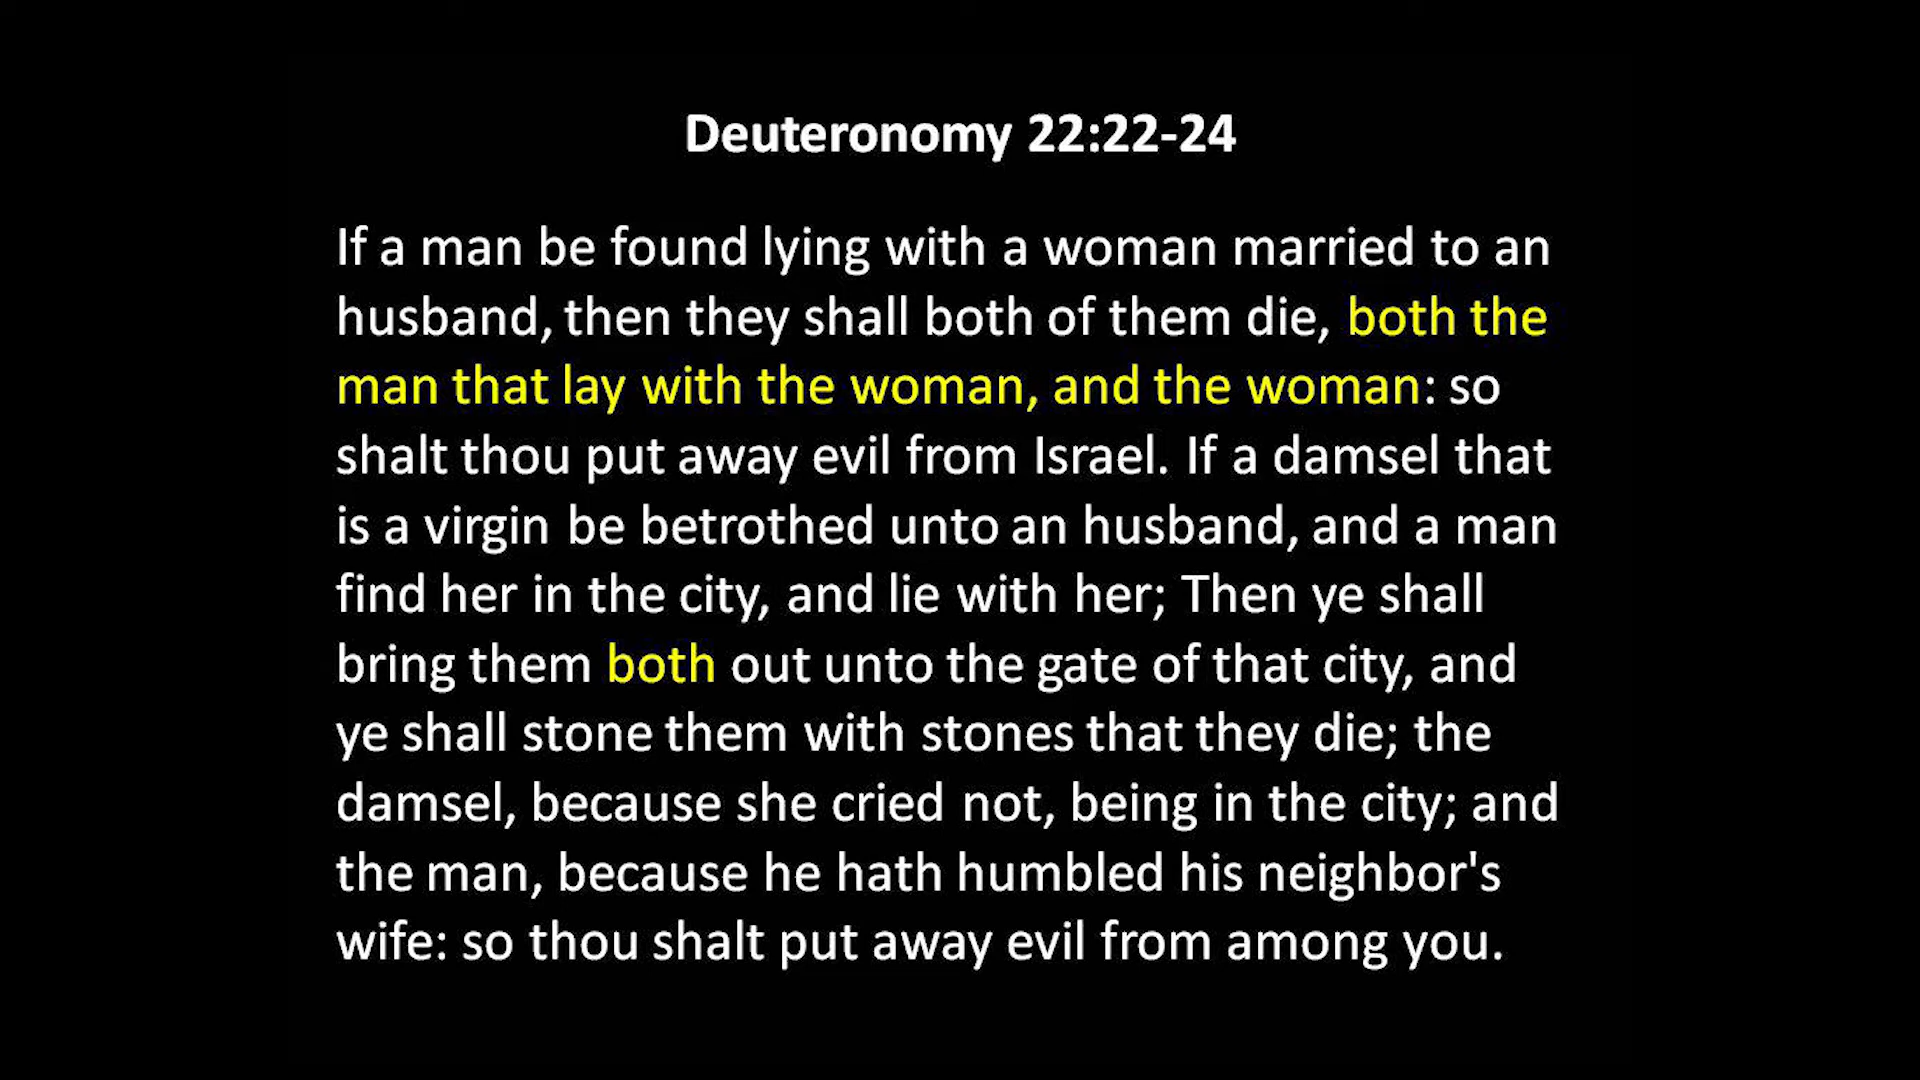 Deuteronomy 22:22-24
If a man be found lying with a woman married to an
husband, then they shall both of them die, both the
man that lay with the woman, and the woman: so
shalt thou put away evil from Israel. If a damsel that
is a virgin be betrothed unto an husband, and a man
find her in the city, and lie with her; Then ye shall
bring them both out unto the gate of that city, and
ye shall stone them with stones that they die; the
damsel, because she cried not, being in the city; and
the man, because he hath humbled his neighbor's
wife: so thou shalt put away evil from among you.